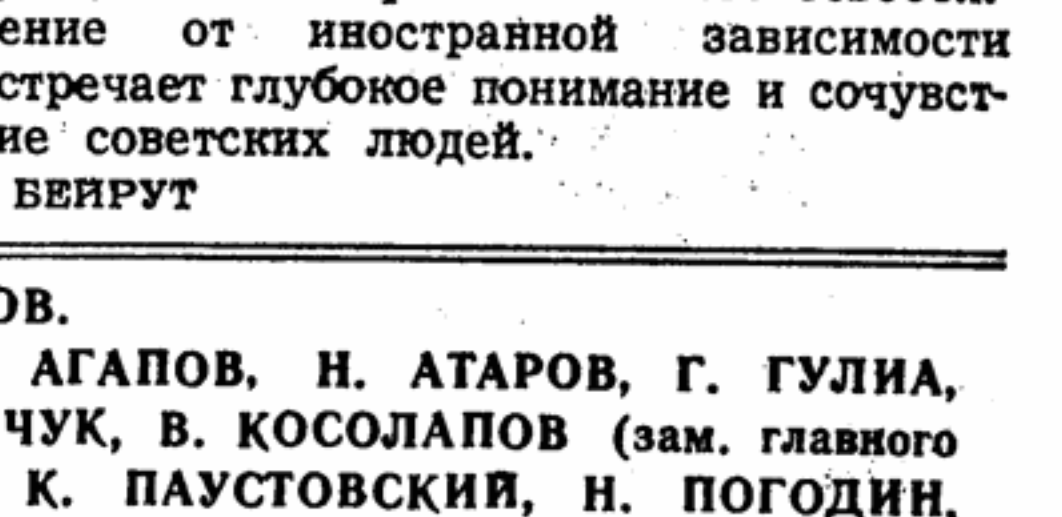 ение от иностранной зависимости
стречает глубокое понимание и сочувст-
ие советских людей.
БЕЙРУТ
ОВ.
АГАПОВ, Н. АТАРОВ, Г. ГУЛИА,
ЧУК, В. КОСОЛАПОВ (зам. главного
К. ПАУСТОВСКИЙ, Н. ПОГОДИН,